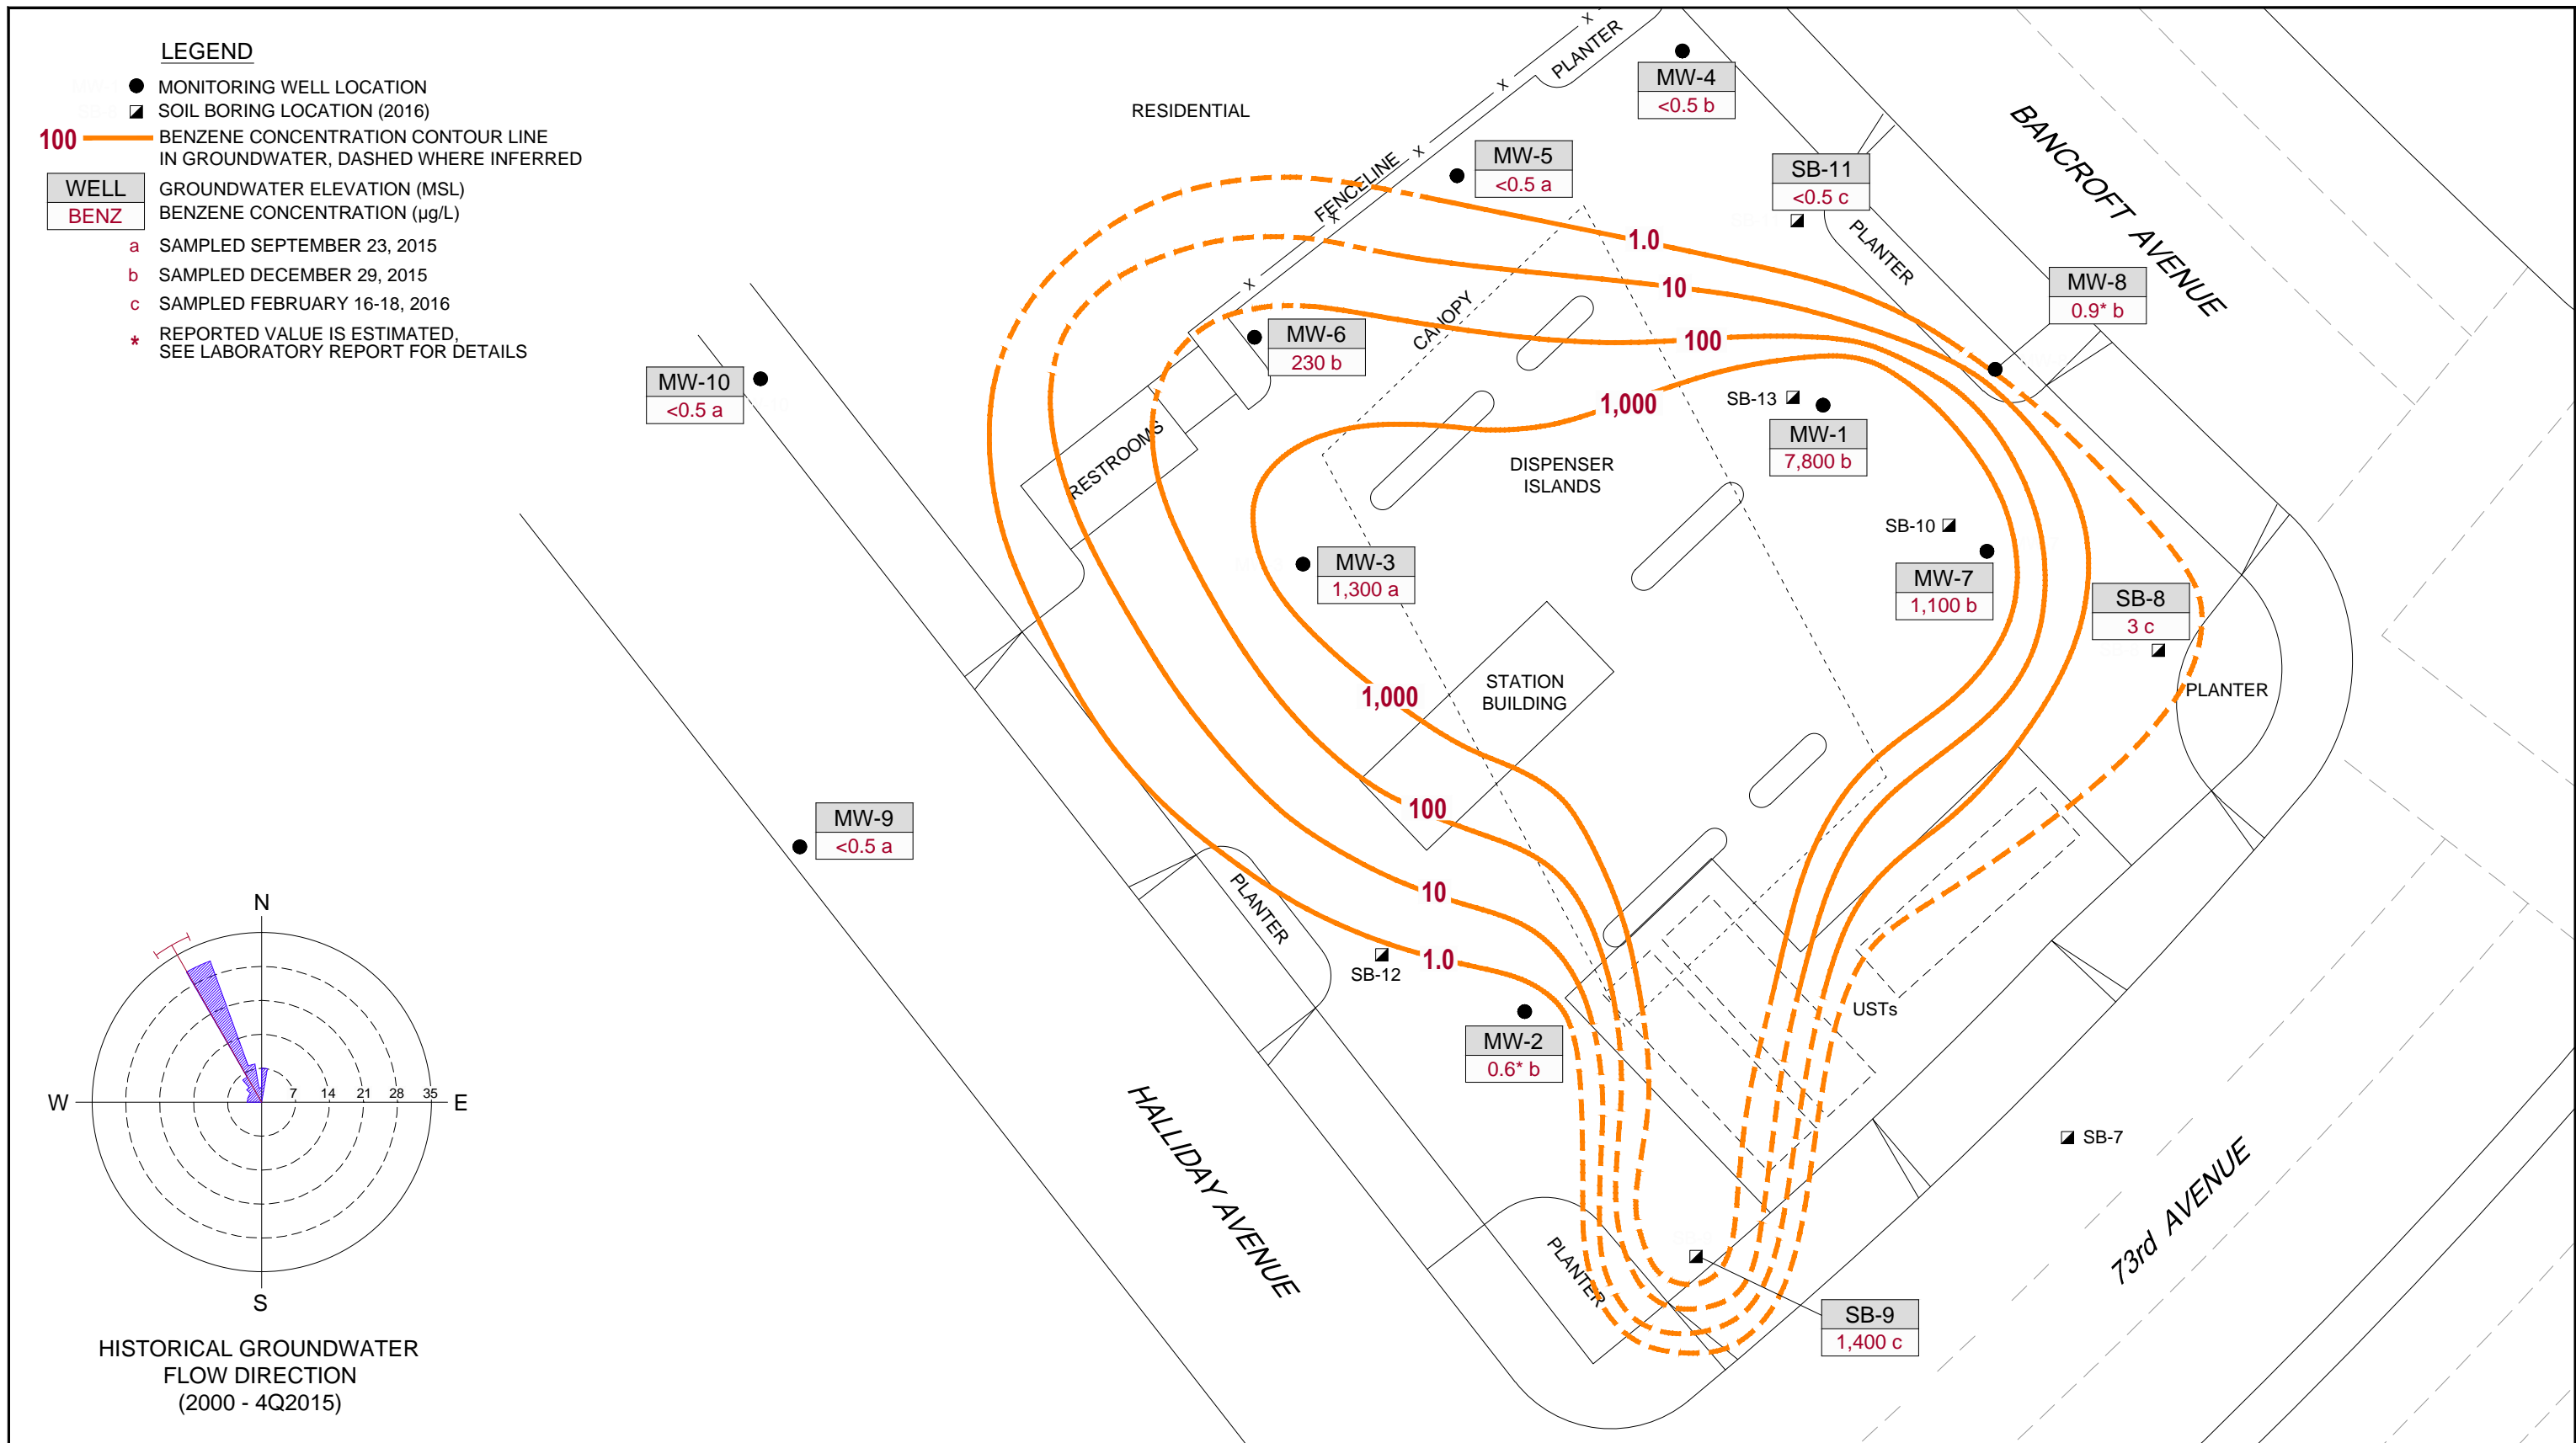 LEGEND
MONITORING WELL LOCATION
SOIL BORING LOCATION (2016)
100
BENZENE CONCENTRATION CONTOUR LINE
IN GROUNDWATER, DASHED WHERE INFERRED
WELL
GROUNDWATER ELEVATION (MSL)
BENZ
BENZENE CONCENTRATION (µg/L)
a SAMPLED SEPTEMBER 23, 2015
b SAMPLED DECEMBER 29, 2015
c SAMPLED FEBRUARY 16-18, 2016
* REPORTED VALUE IS ESTIMATED,
SEE LABORATORY REPORT FOR DETAILS
RESIDENTIAL
FENCELINE
X
X
X
X
X
PLANTER
MW-4
<0.5 b
MW-5
<0.5 a
SB-11
<0.5 c
PLANTER
BANCROFT AVENUE
MW-8
0.9* b
1.0
10
100
1,000
CANOPY
MW-6
230 b
MW-10
<0.5 a
RESTROOMS
SB-13
MW-1
7,800 b
DISPENSER
ISLANDS
SB-10
MW-7
1,100 b
MW-3
1,300 a
SB-8
3 c
PLANTER
STATION
BUILDING
1,000
100
10
1.0
MW-9
<0.5 a
PLANTER
SB-12
MW-2
0.6* b
USTs
SB-7
73rd AVENUE
HALLIDAY AVENUE
PLANTER
SB-9
1,400 c
N
W
E
S
7
14
21
28
35
HISTORICAL GROUNDWATER
FLOW DIRECTION
(2000 - 4Q2015)